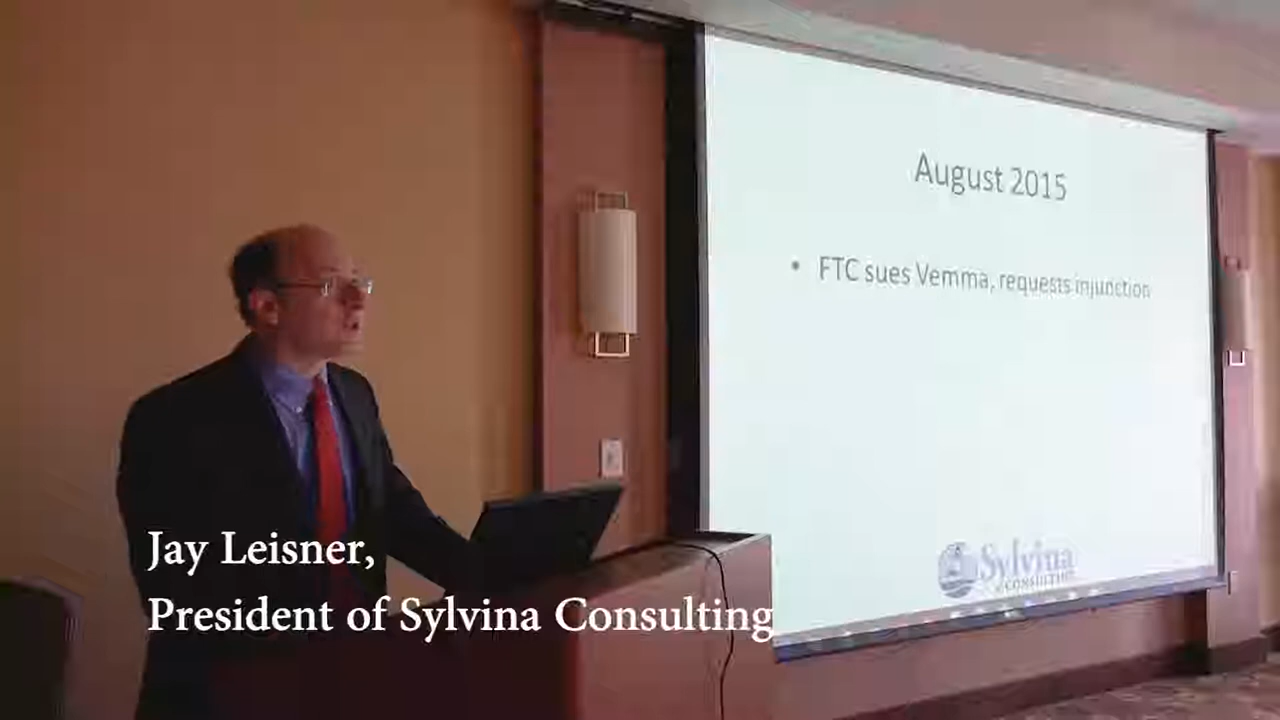 August 2015
• FTC sues Vemma, requests injunction
Sylvina
CONSULTING
Jay Leisner,
President of Sylvina Consulting